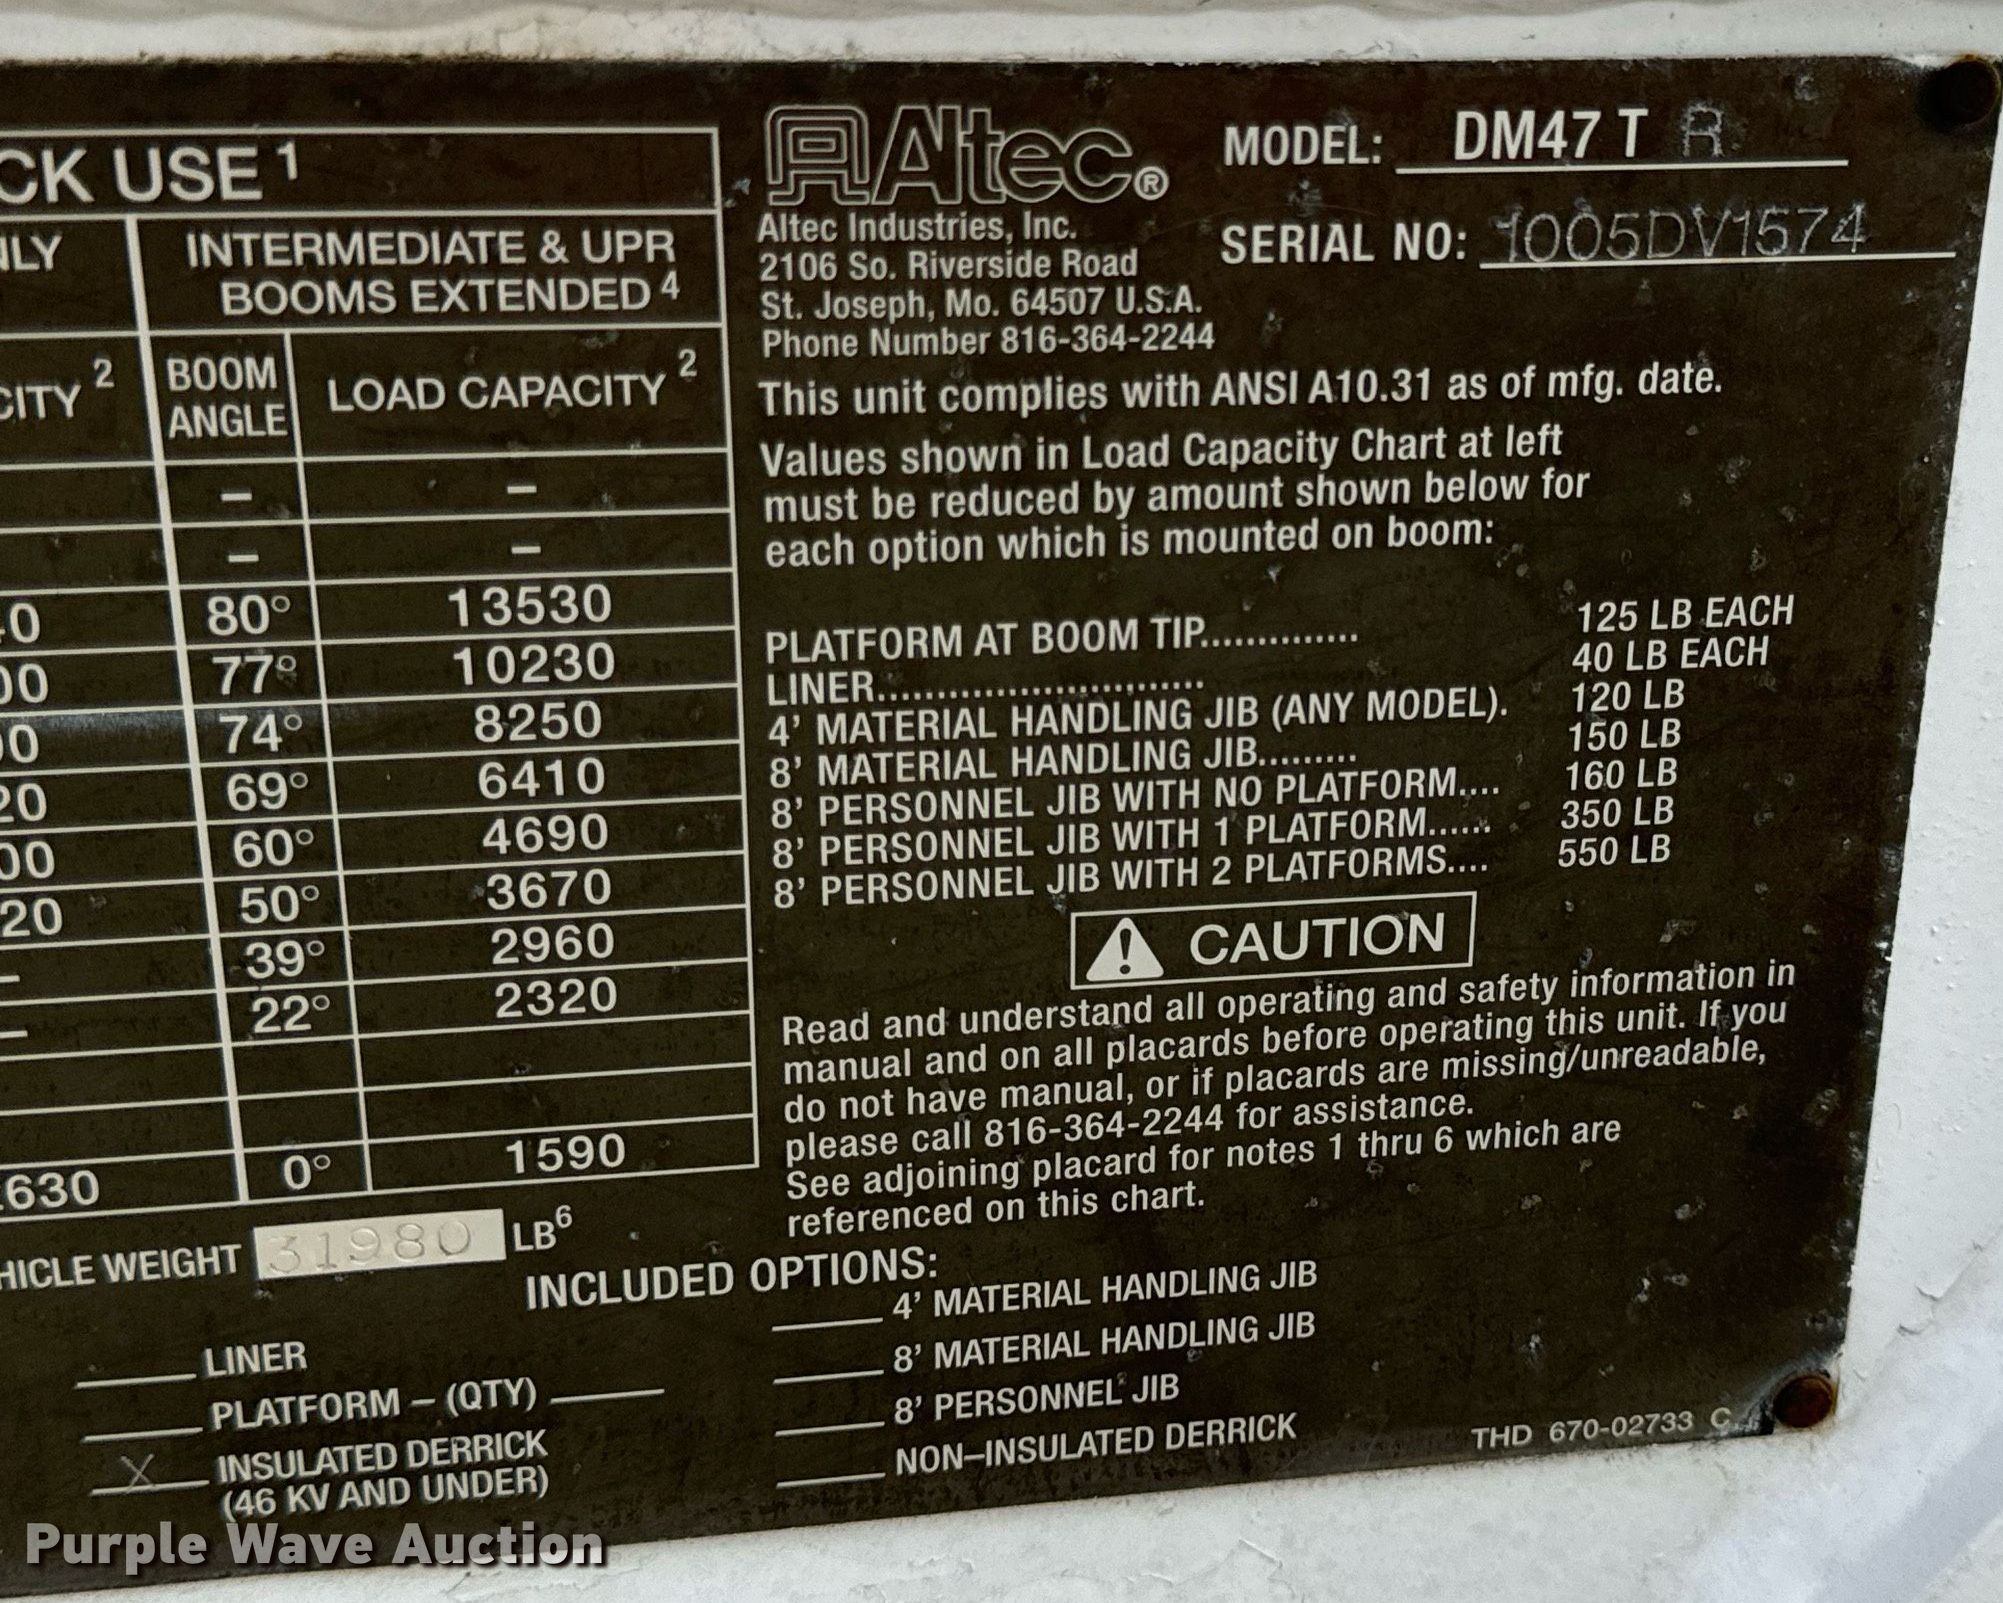 CK USE 1
NLY
INTERMEDIATE & UPR
BOOMS EXTENDED 4
CITY 2
BOOM
ANGLE
LOAD CAPACITY 2
– –
– –
0 80° 13530
00 77° 10230
0 74° 8250
20 69° 6410
00 60° 4690
20 50° 3670
– 39° 2960
– 22° 2320
630 0° 1590
HICLE WEIGHT 31980 LB6
Altec®
Altec Industries, Inc.
2106 So. Riverside Road
St. Joseph, Mo. 64507 U.S.A.
Phone Number 816-364-2244
MODEL: DM47 T R
SERIAL NO: 1005DV1574
This unit complies with ANSI A10.31 as of mfg. date.
Values shown in Load Capacity Chart at left
must be reduced by amount shown below for
each option which is mounted on boom:
PLATFORM AT BOOM TIP.............. 125 LB EACH
LINER............................ 40 LB EACH
4' MATERIAL HANDLING JIB (ANY MODEL). 120 LB
8' MATERIAL HANDLING JIB......... 150 LB
8' PERSONNEL JIB WITH NO PLATFORM.... 160 LB
8' PERSONNEL JIB WITH 1 PLATFORM...... 350 LB
8' PERSONNEL JIB WITH 2 PLATFORMS.... 550 LB
CAUTION
Read and understand all operating and safety information in
manual and on all placards before operating this unit. If you
do not have manual, or if placards are missing/unreadable,
please call 816-364-2244 for assistance.
See adjoining placard for notes 1 thru 6 which are
referenced on this chart.
INCLUDED OPTIONS:
LINER
PLATFORM – (QTY)
X INSULATED DERRICK
(46 KV AND UNDER)
4' MATERIAL HANDLING JIB
8' MATERIAL HANDLING JIB
8' PERSONNEL JIB
NON–INSULATED DERRICK
THD 670-02733 C
Purple Wave Auction